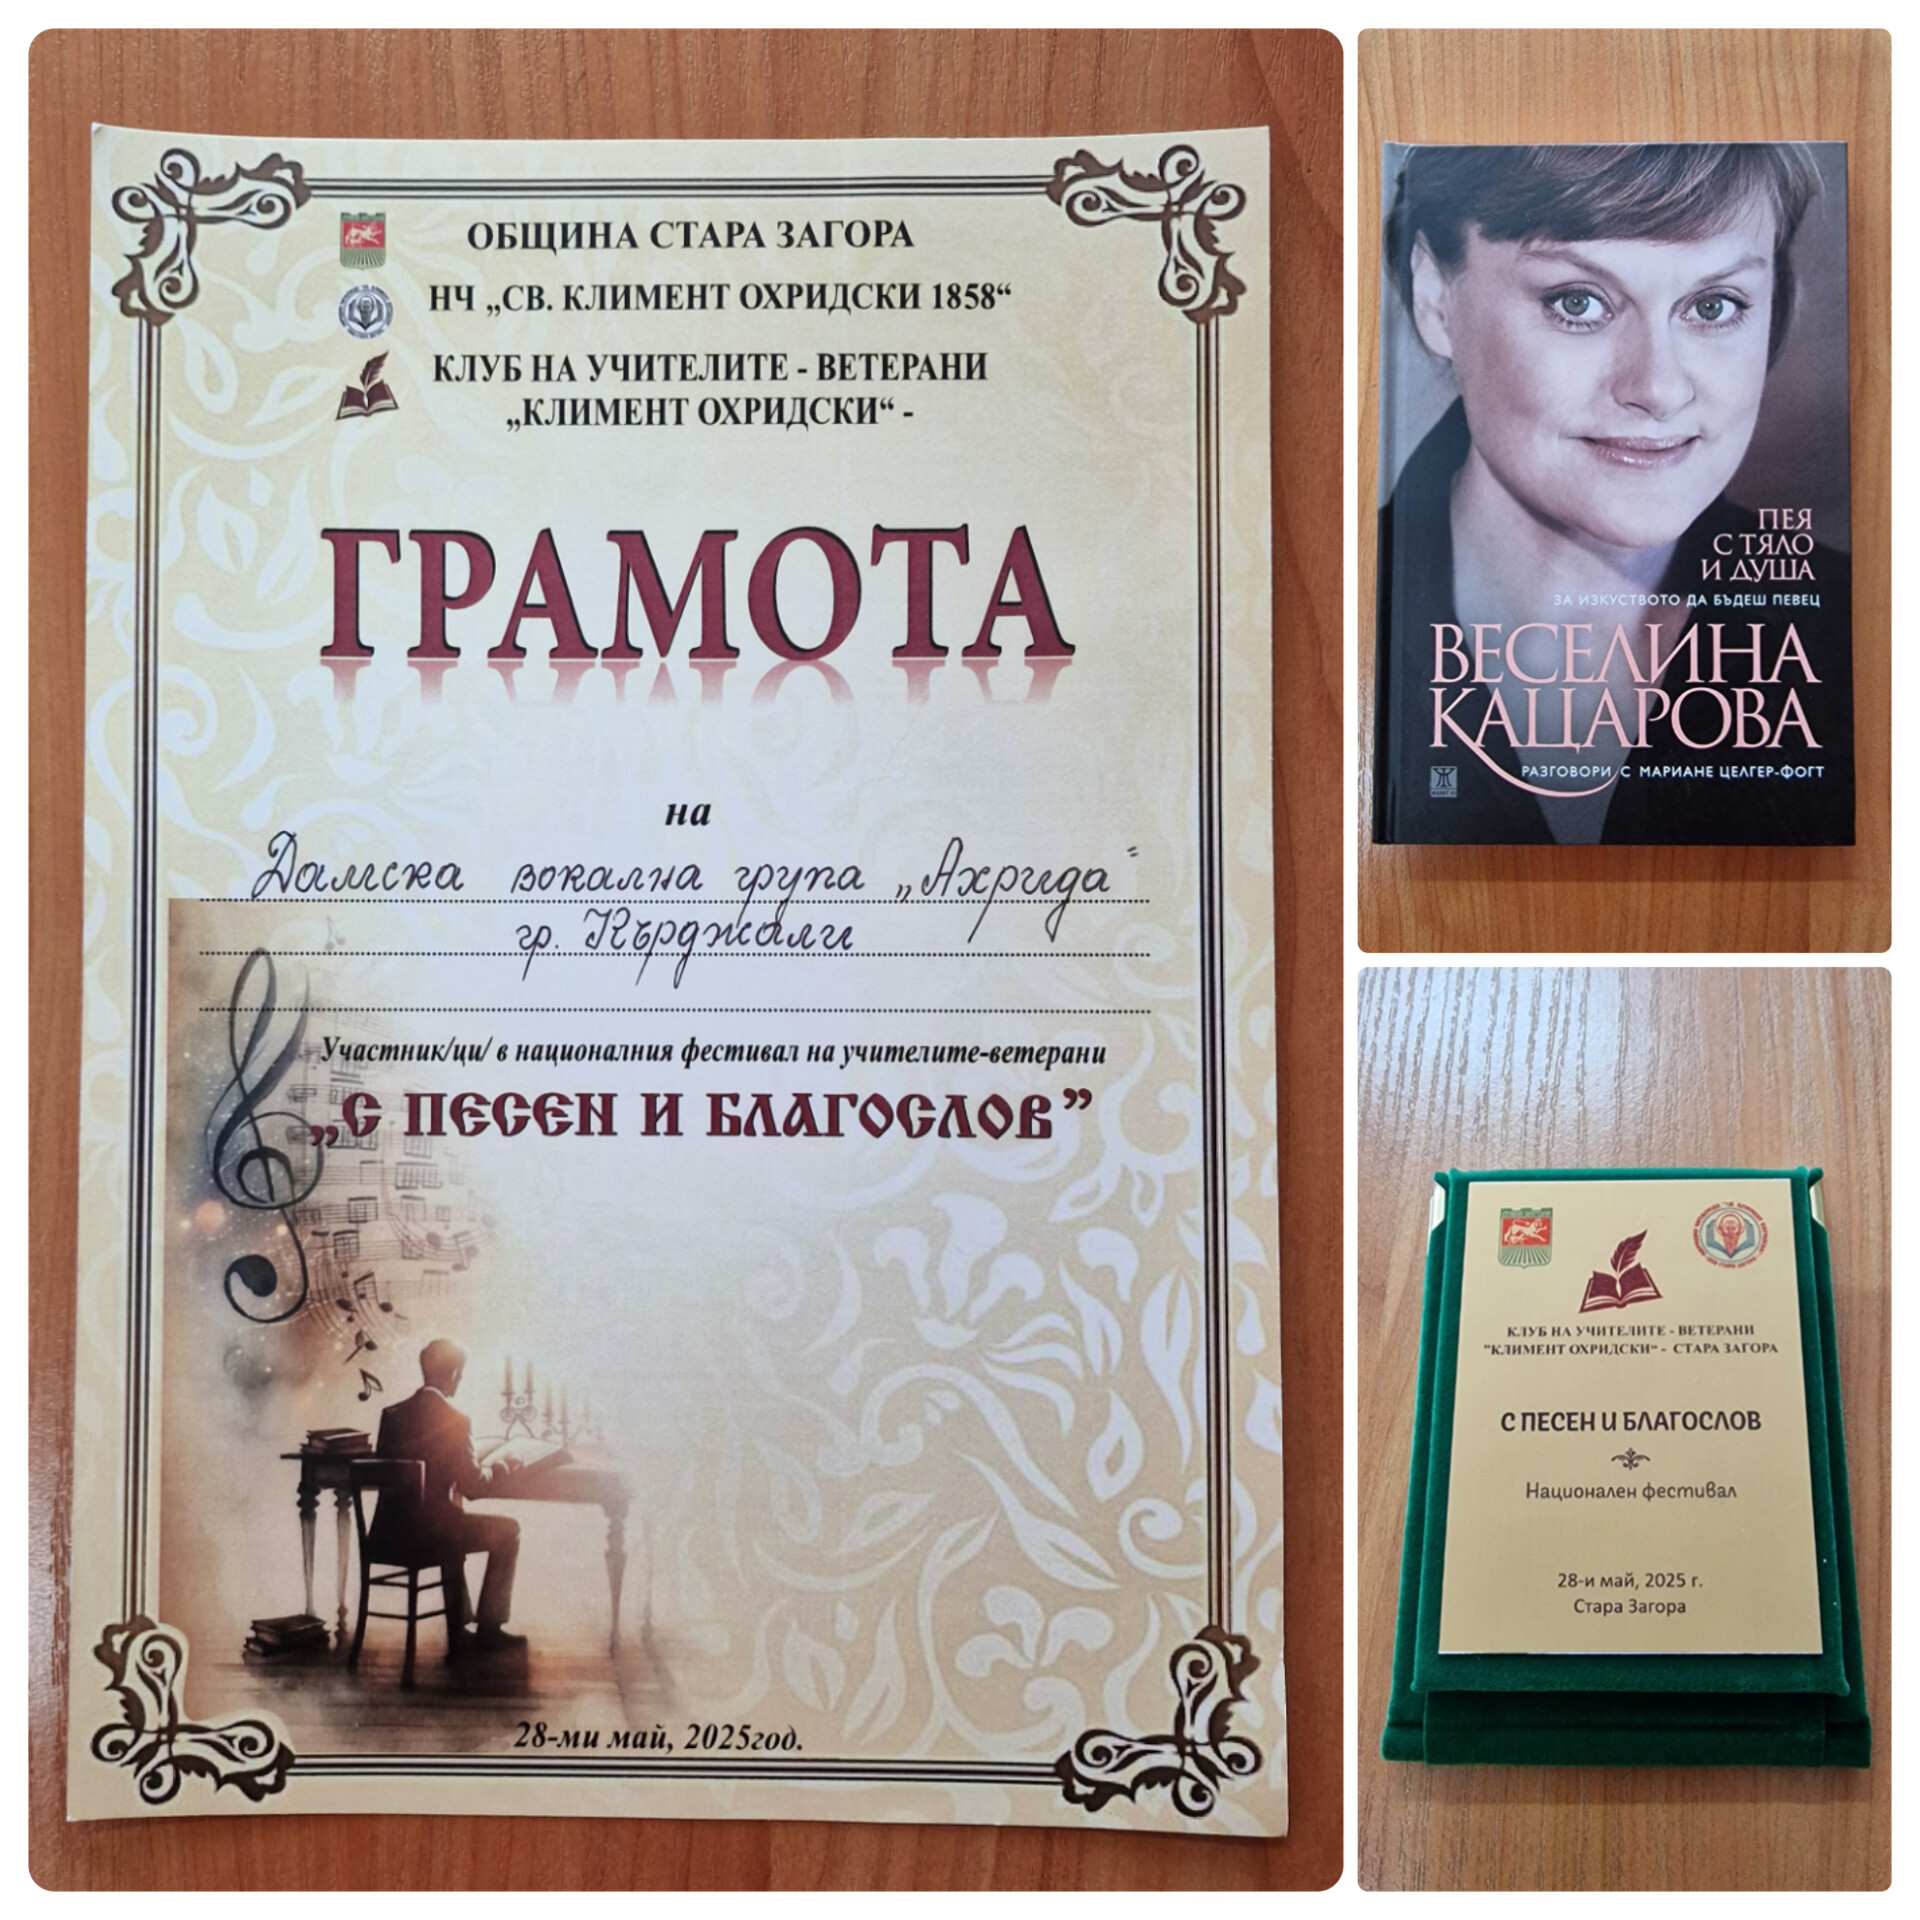 ОБЩИНА СТАРА ЗАГОРА
НЧ „СВ. КЛИМЕНТ ОХРИДСКИ 1858“
КЛУБ НА УЧИТЕЛИТЕ - ВЕТЕРАНИ
„КЛИМЕНТ ОХРИДСКИ“ -
ГРАМОТА
на
Дамска вокална група „Ахрида“
гр. Кърджали
Участник/ци/ в националния фестивал на учителите-ветерани
„С ПЕСЕН И БЛАГОСЛОВ”
28-ми май, 2025год.
ПЕЯ
С ТЯЛО
И ДУША
ЗА ИЗКУСТВОТО ДА БЪДЕШ ПЕВЕЦ
ВЕСЕЛИНА
КАЦАРОВА
РАЗГОВОРИ С МАРИАНЕ ЦЕЛГЕР-ФОГТ
КЛУБ НА УЧИТЕЛИТЕ - ВЕТЕРАНИ
"КЛИМЕНТ ОХРИДСКИ“ - СТАРА ЗАГОРА
С ПЕСЕН И БЛАГОСЛОВ
Национален фестивал
28-и май, 2025 г.
Стара Загора